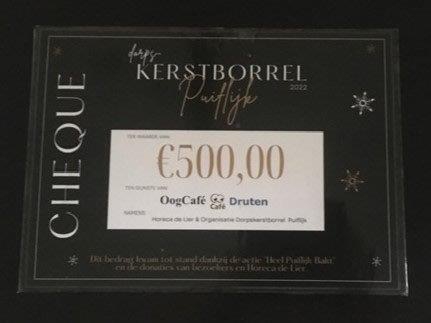 CHEQUE
dorps
KERSTBORREL
Puiflijk
2022
TER WAARDE VAN:
€500,00
TEN GUNSTE VAN:
OogCafé Café Druten
NAMENS: Horeca de Lier & Organisatie Dorpskerstborrel Puiflijk
Dit bedrag kwam tot stand dankzij de actie "Heel Puiflijk Bakt"
en de donaties van bezoekers en Horeca de Lier.